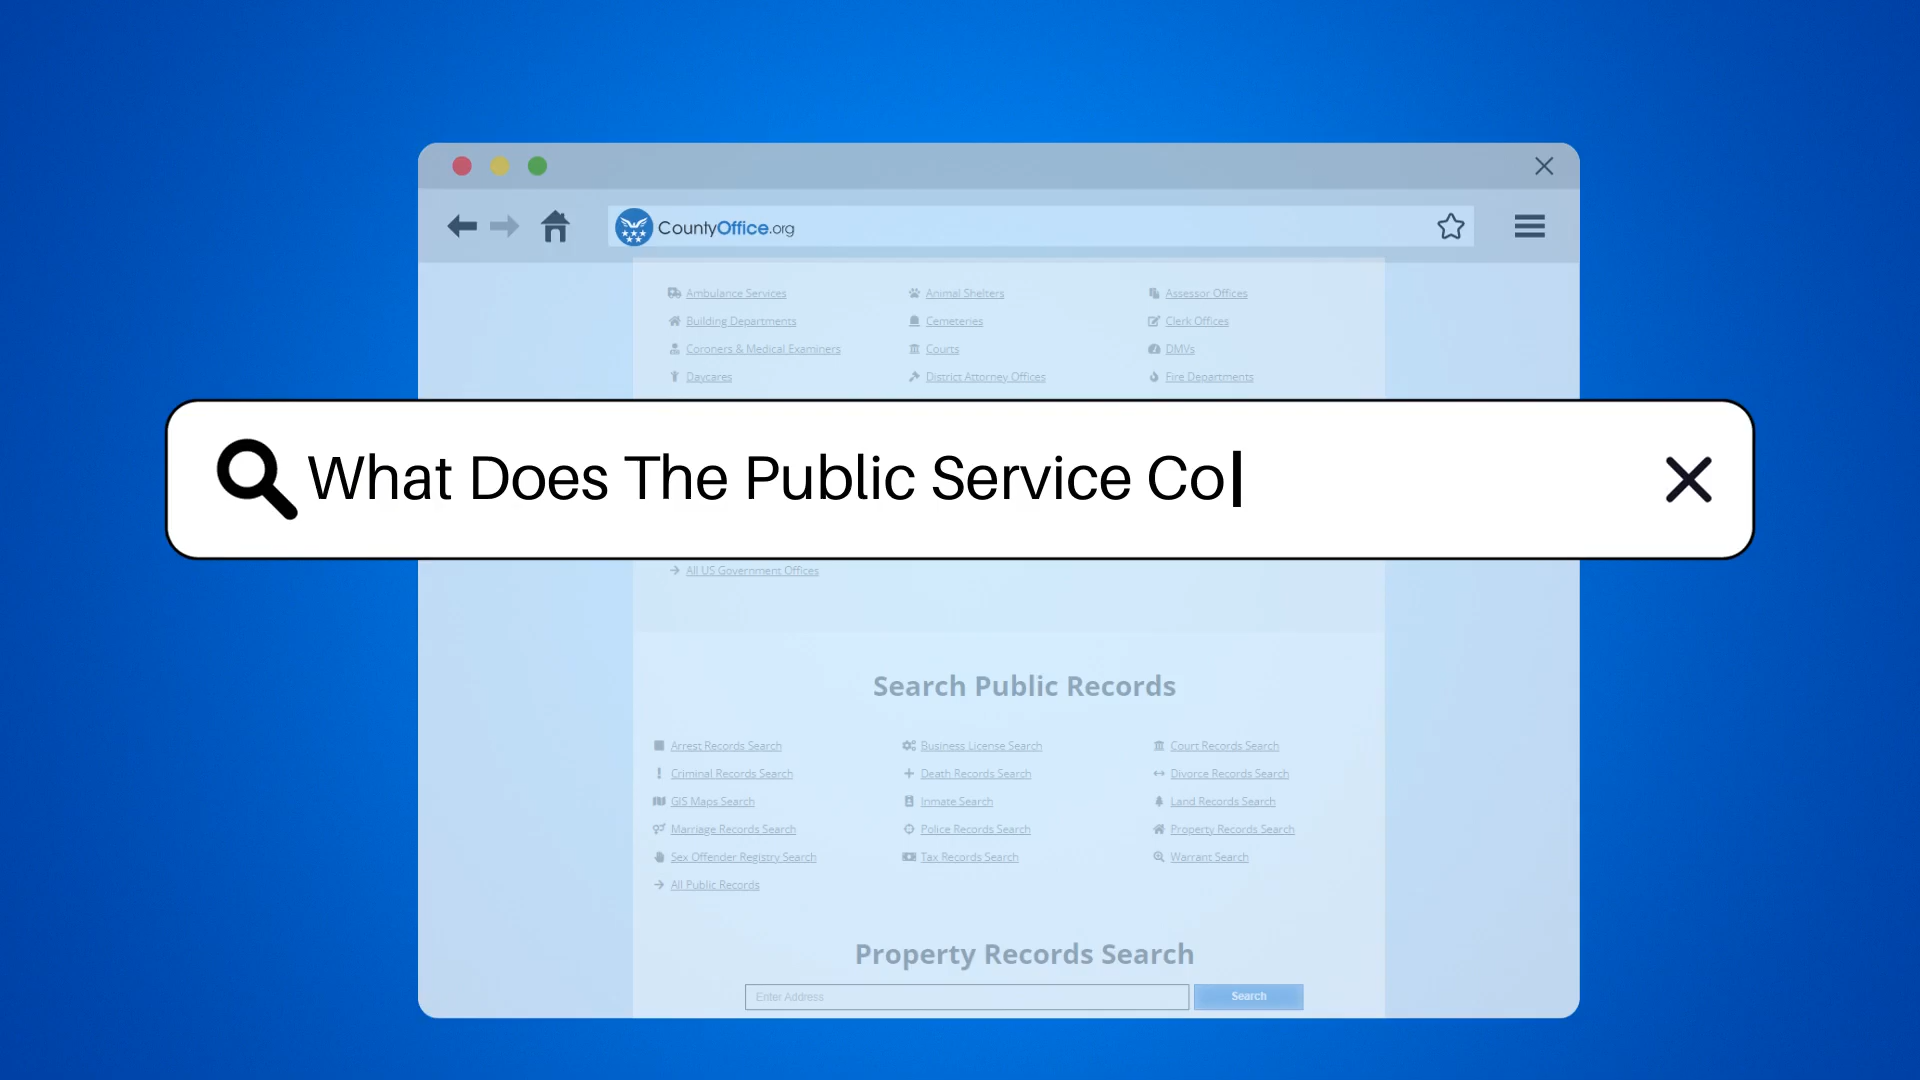 CountyOffice.org
Ambulance Services Animal Shelters Assessor Offices
Building Departments Cemeteries Clerk Offices
Coroners & Medical Examiners Courts DMVs
Daycares District Attorney Offices Fire Departments
What Does The Public Service Co
All US Government Offices
Search Public Records
Arrest Records Search Business License Search Court Records Search
Criminal Records Search Death Records Search Divorce Records Search
GIS Maps Search Inmate Search Land Records Search
Marriage Records Search Police Records Search Property Records Search
Sex Offender Registry Search Tax Records Search Warrant Search
All Public Records
Property Records Search
Enter Address Search